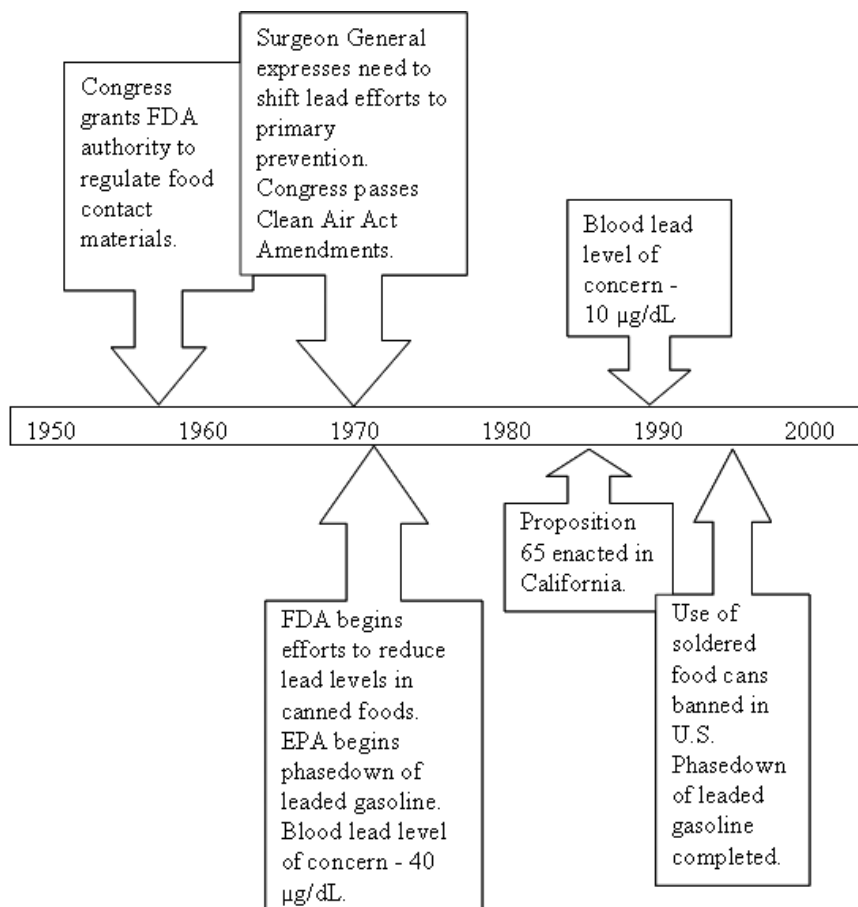 Congress
grants FDA
authority to
regulate food
contact
materials.
Surgeon General
expresses need to
shift lead efforts to
primary
prevention.
Congress passes
Clean Air Act
Amendments.
Blood lead
level of
concern -
10 µg/dL
1950 1960 1970 1980 1990 2000
FDA begins
efforts to reduce
lead levels in
canned foods.
EPA begins
phasedown of
leaded gasoline.
Blood lead level
of concern - 40
µg/dL.
Proposition
65 enacted in
California.
Use of
soldered
food cans
banned in
U.S.
Phasedown
of leaded
gasoline
completed.